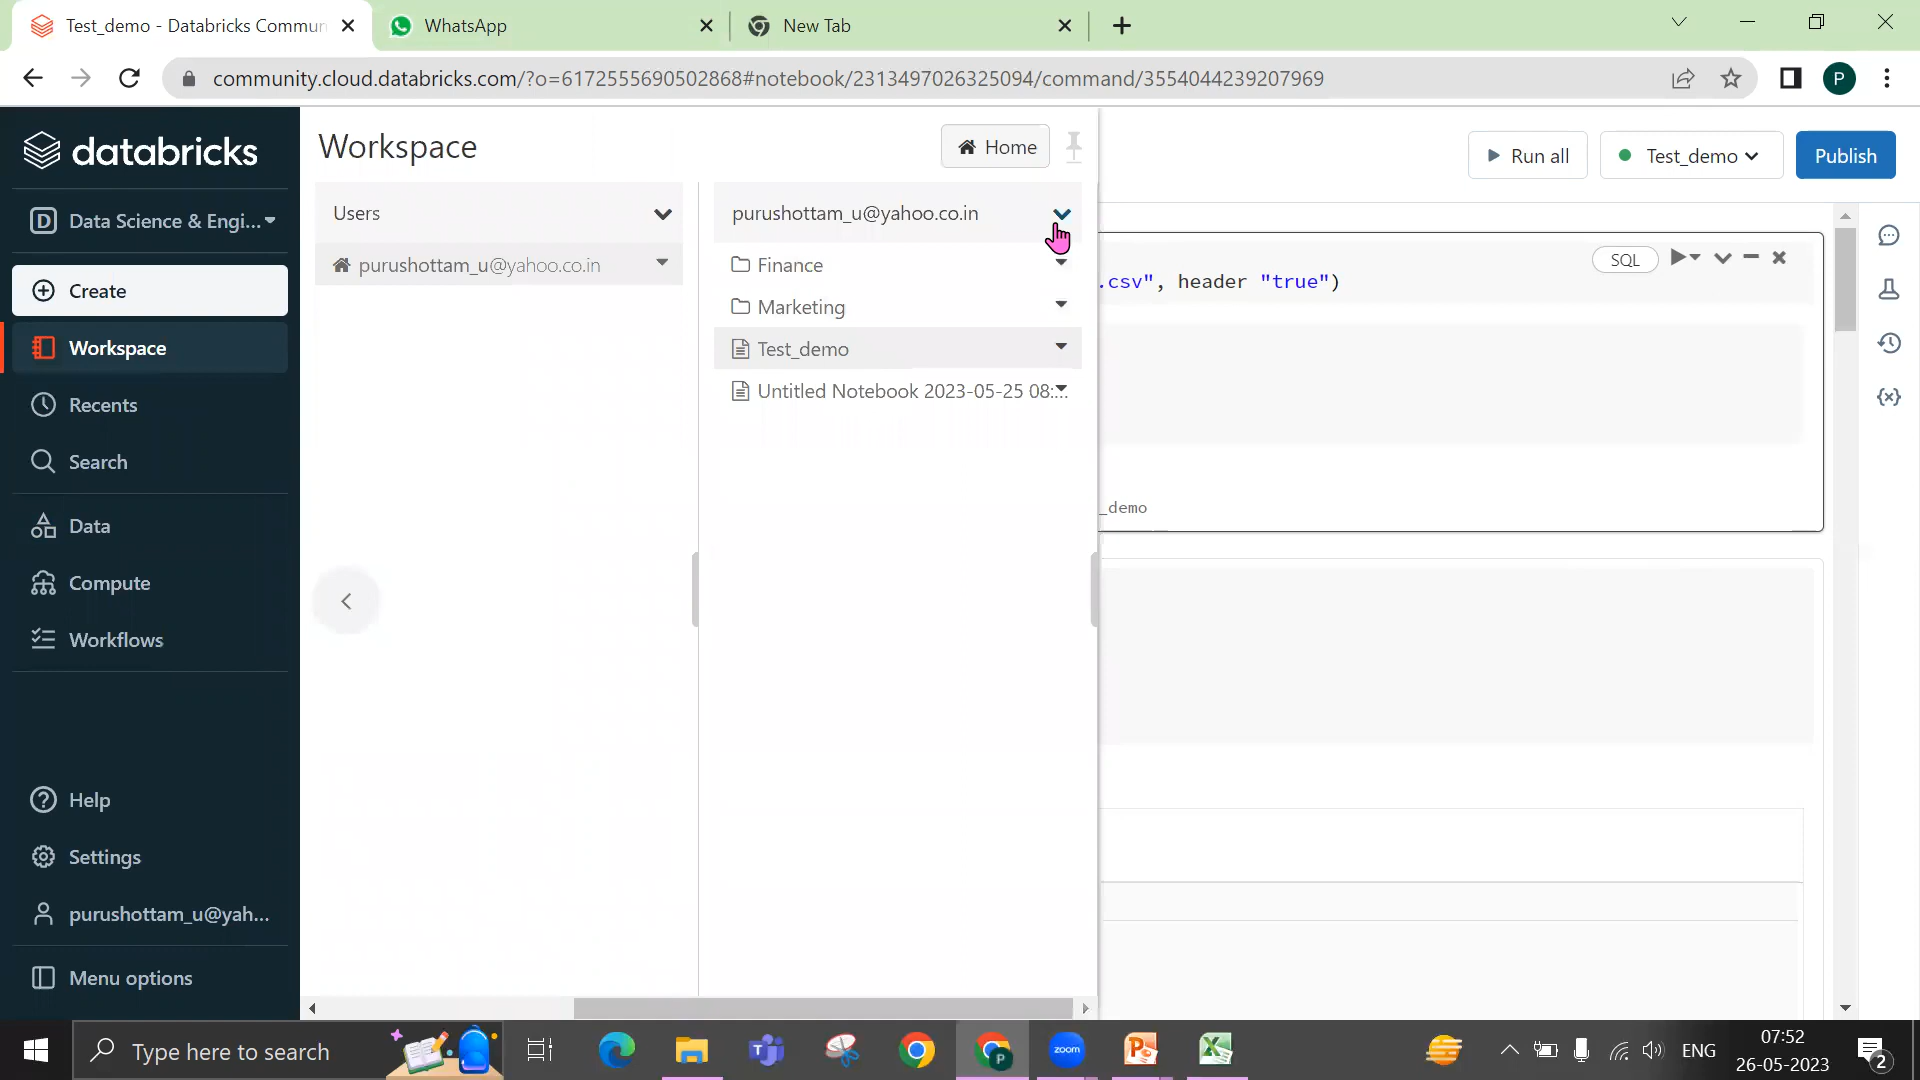 Test_demo - Databricks Commun
WhatsApp
New Tab
community.cloud.databricks.com/?o=6172555690502868#notebook/2313497026325094/command/3554044239207969
P
databricks
D Data Science & Engi...
Create
Workspace
Recents
Search
Data
Compute
Workflows
Help
Settings
purushottam_u@yah...
Menu options
Workspace
Home
Users
purushottam_u@yahoo.co.in
purushottam_u@yahoo.co.in
Finance
Marketing
Test_demo
Untitled Notebook 2023-05-25 08:...
Run all
Test_demo
Publish
SQL
.csv", header "true")
_demo
Type here to search
P
zoom
ENG
07:52
26-05-2023
2